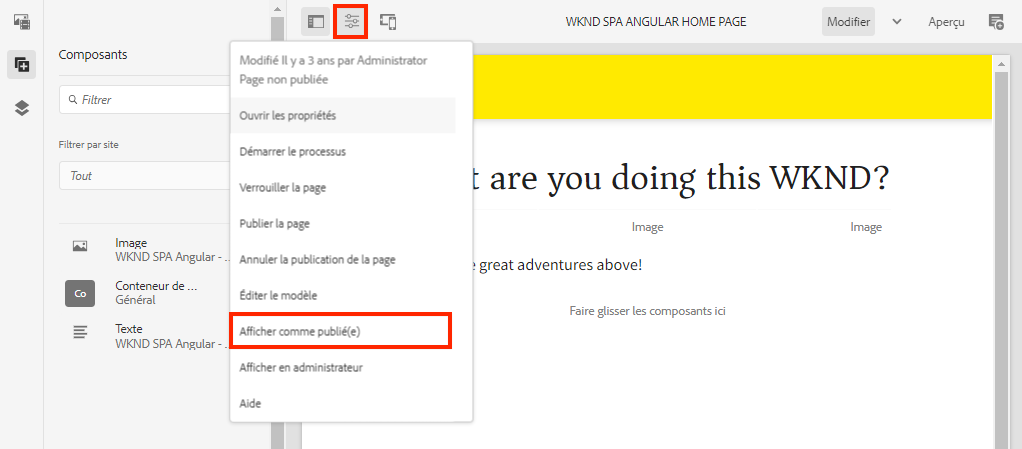 WKND SPA ANGULAR HOME PAGE
Modifier
Aperçu
Composants
Filtrer
Filtrer par site
Tout
Image
WKND SPA Angular - ...
Co
Conteneur de ...
Général
Texte
WKND SPA Angular - ...
Modifié Il y a 3 ans par Administrator
Page non publiée
Ouvrir les propriétés
Démarrer le processus
Verrouiller la page
Publier la page
Annuler la publication de la page
Éditer le modèle
Afficher comme publié(e)
Afficher en administrateur
Aide
t are you doing this WKND?
Image
Image
e great adventures above!
Faire glisser les composants ici